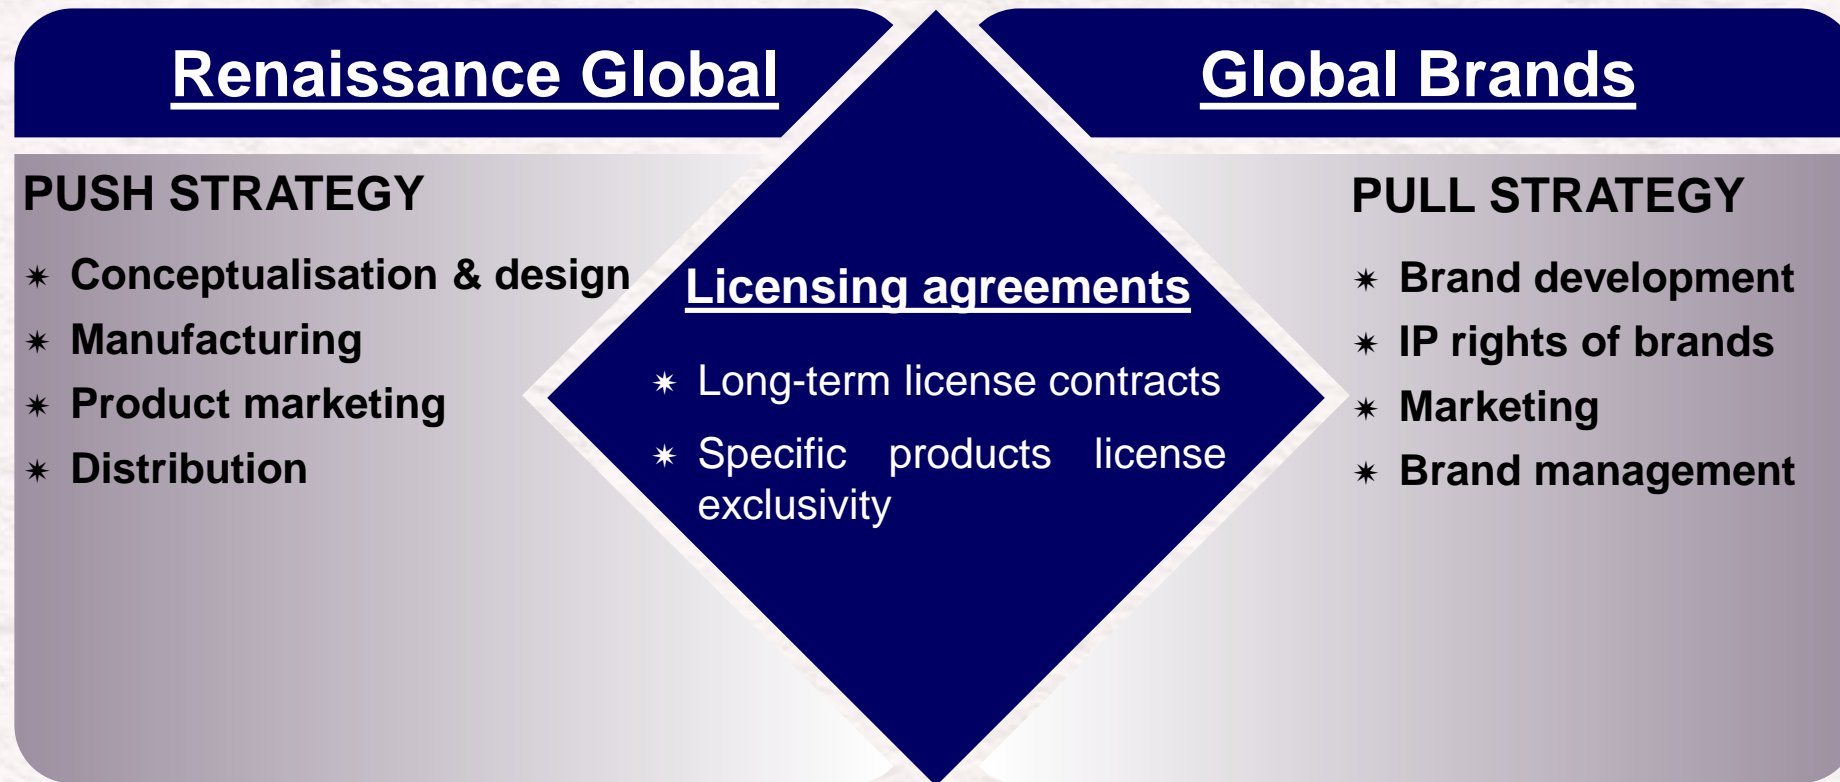 Renaissance Global
PUSH STRATEGY
✷ Conceptualisation & design
✷ Manufacturing
✷ Product marketing
✷ Distribution
Licensing agreements
✷ Long-term license contracts
✷ Specific products license
exclusivity
Global Brands
PULL STRATEGY
✷ Brand development
✷ IP rights of brands
✷ Marketing
✷ Brand management